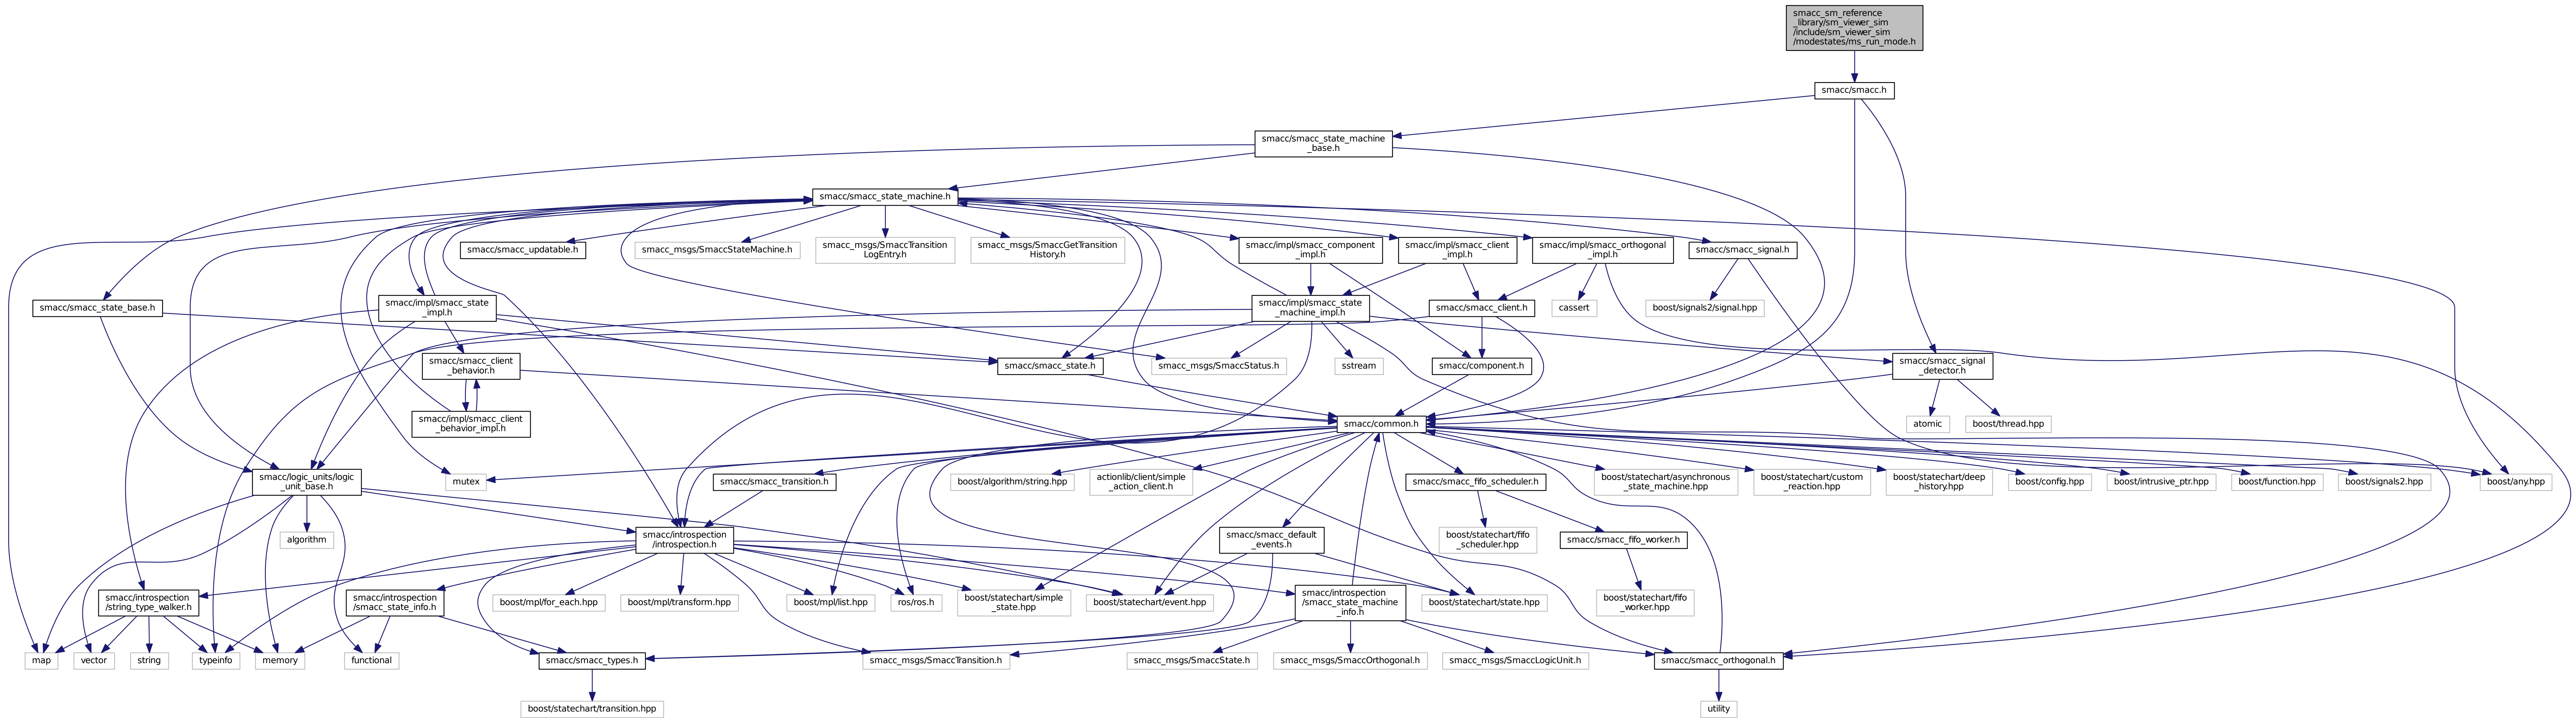 smacc_sm_reference
_library/sm_viewer_sim
/include/sm_viewer_sim
/modestates/ms_run_mode.h
smacc/smacc.h
smacc/smacc_state_machine
_base.h
smacc/smacc_state_machine.h
smacc/smacc_updatable.h
smacc_msgs/SmaccStateMachine.h
smacc_msgs/SmaccTransition
LogEntry.h
smacc_msgs/SmaccGetTransition
History.h
smacc/impl/smacc_component
_impl.h
smacc/impl/smacc_client
_impl.h
smacc/impl/smacc_orthogonal
_impl.h
smacc/smacc_signal.h
smacc/smacc_state_base.h
smacc/impl/smacc_state
_impl.h
smacc/impl/smacc_state
_machine_impl.h
smacc/smacc_client.h
cassert
boost/signals2/signal.hpp
smacc/smacc_client
_behavior.h
smacc/smacc_state.h
smacc_msgs/SmaccStatus.h
sstream
smacc/component.h
smacc/smacc_signal
_detector.h
smacc/impl/smacc_client
_behavior_impl.h
smacc/common.h
atomic
boost/thread.hpp
smacc/logic_units/logic
_unit_base.h
mutex
smacc/smacc_transition.h
boost/algorithm/string.hpp
actionlib/client/simple
_action_client.h
smacc/smacc_fifo_scheduler.h
boost/statechart/asynchronous
_state_machine.hpp
boost/statechart/custom
_reaction.hpp
boost/statechart/deep
_history.hpp
boost/config.hpp
boost/intrusive_ptr.hpp
boost/function.hpp
boost/signals2.hpp
boost/any.hpp
algorithm
smacc/introspection
/introspection.h
smacc/smacc_default
_events.h
boost/statechart/fifo
_scheduler.hpp
smacc/smacc_fifo_worker.h
smacc/introspection
/string_type_walker.h
smacc/introspection
/smacc_state_info.h
boost/mpl/for_each.hpp
boost/mpl/transform.hpp
boost/mpl/list.hpp
ros/ros.h
boost/statechart/simple
_state.hpp
boost/statechart/event.hpp
smacc/introspection
/smacc_state_machine
_info.h
boost/statechart/state.hpp
boost/statechart/fifo
_worker.hpp
map
vector
string
typeinfo
memory
functional
smacc/smacc_types.h
smacc_msgs/SmaccTransition.h
smacc_msgs/SmaccState.h
smacc_msgs/SmaccOrthogonal.h
smacc_msgs/SmaccLogicUnit.h
smacc/smacc_orthogonal.h
boost/statechart/transition.hpp
utility